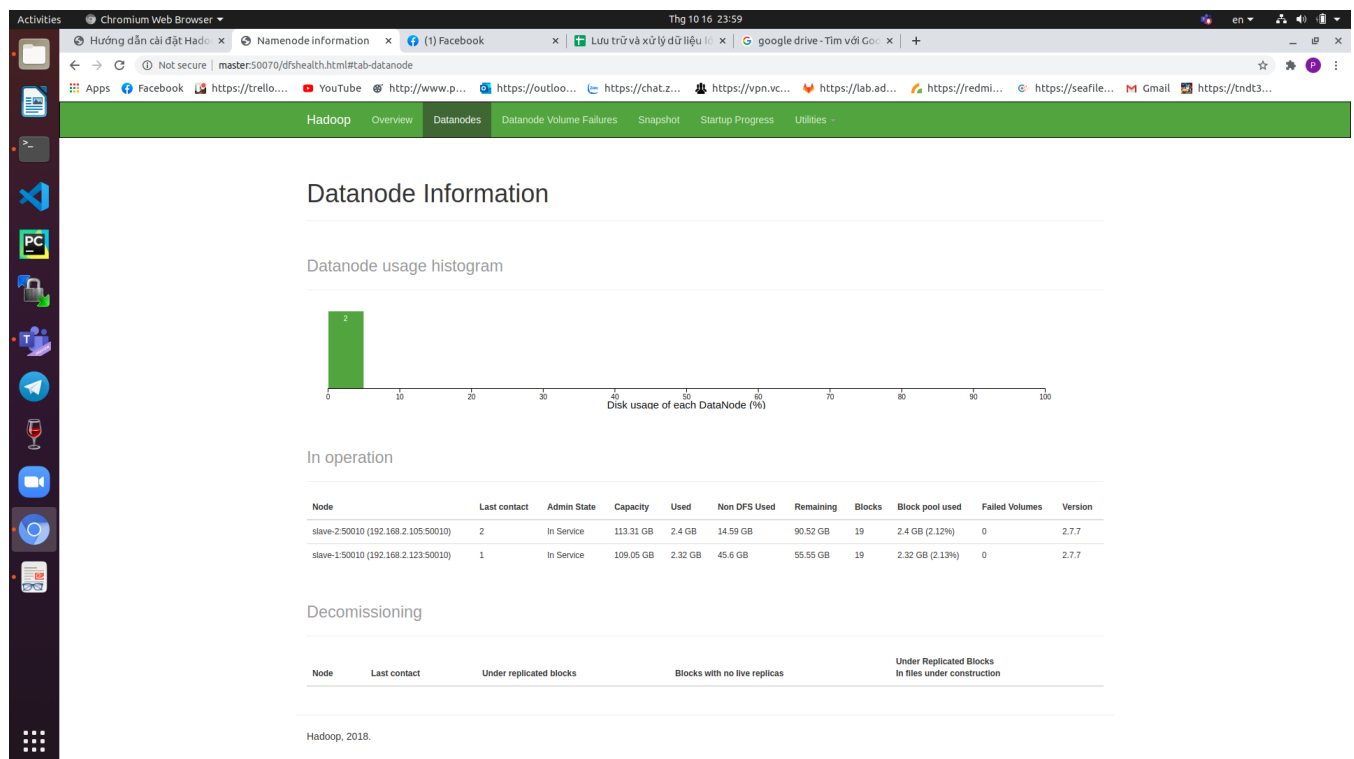 Activities Chromium Web Browser Thg 10 16 23:59 en
Hướng dẫn cài đặt Hado Namenode information (1) Facebook Lưu trữ và xử lý dữ liệu lớ google drive - Tìm với Goo
Not secure master:50070/dfshealth.html#tab-datanode P
Apps Facebook https://trello.... YouTube http://www.p... https://outloo... https://chat.z... https://vpn.vc... https://lab.ad... https://redmi... https://seafile... Gmail https://tndt3...
Hadoop Overview Datanodes Datanode Volume Failures Snapshot Startup Progress Utilities
Datanode Information
Datanode usage histogram
2
0 10 20 30 40 50 60 70 80 90 100
Disk usage of each DataNode (%)
In operation
Node Last contact Admin State Capacity Used Non DFS Used Remaining Blocks Block pool used Failed Volumes Version
slave-2:50010 (192.168.2.105:50010) 2 In Service 113.31 GB 2.4 GB 14.59 GB 90.52 GB 19 2.4 GB (2.12%) 0 2.7.7
slave-1:50010 (192.168.2.123:50010) 1 In Service 109.05 GB 2.32 GB 45.6 GB 55.55 GB 19 2.32 GB (2.13%) 0 2.7.7
Decomissioning
Node Last contact Under replicated blocks Blocks with no live replicas Under Replicated Blocks
In files under construction
Hadoop, 2018.